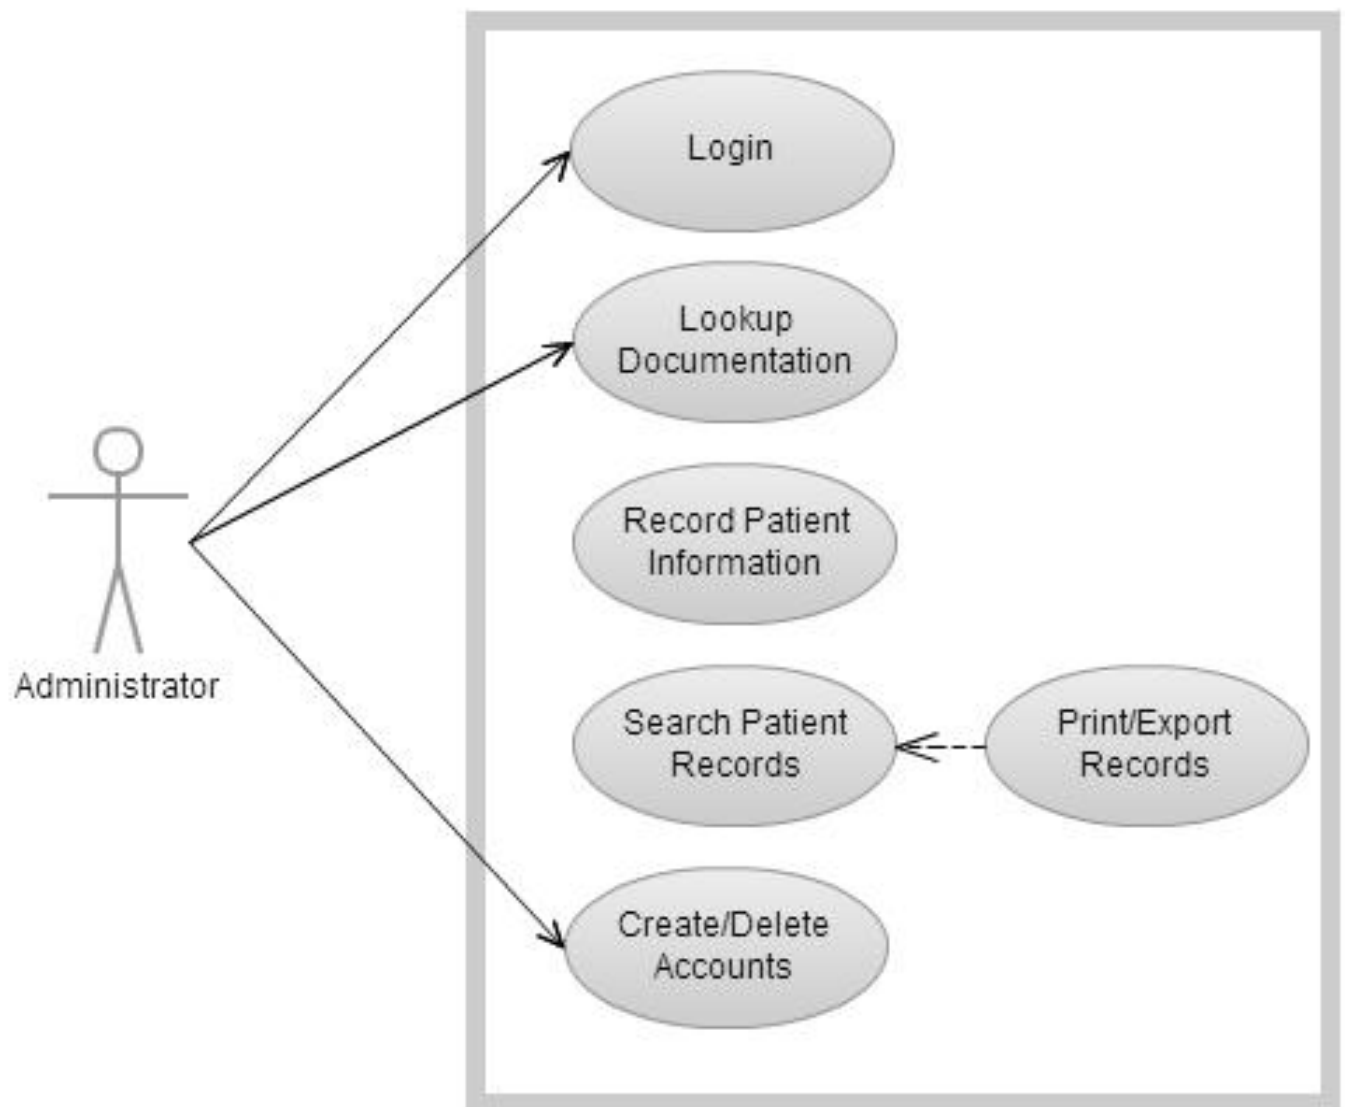 Login
Lookup
Documentation
Record Patient
Information
Administrator
Search Patient
Records
Print/Export
Records
Create/Delete
Accounts